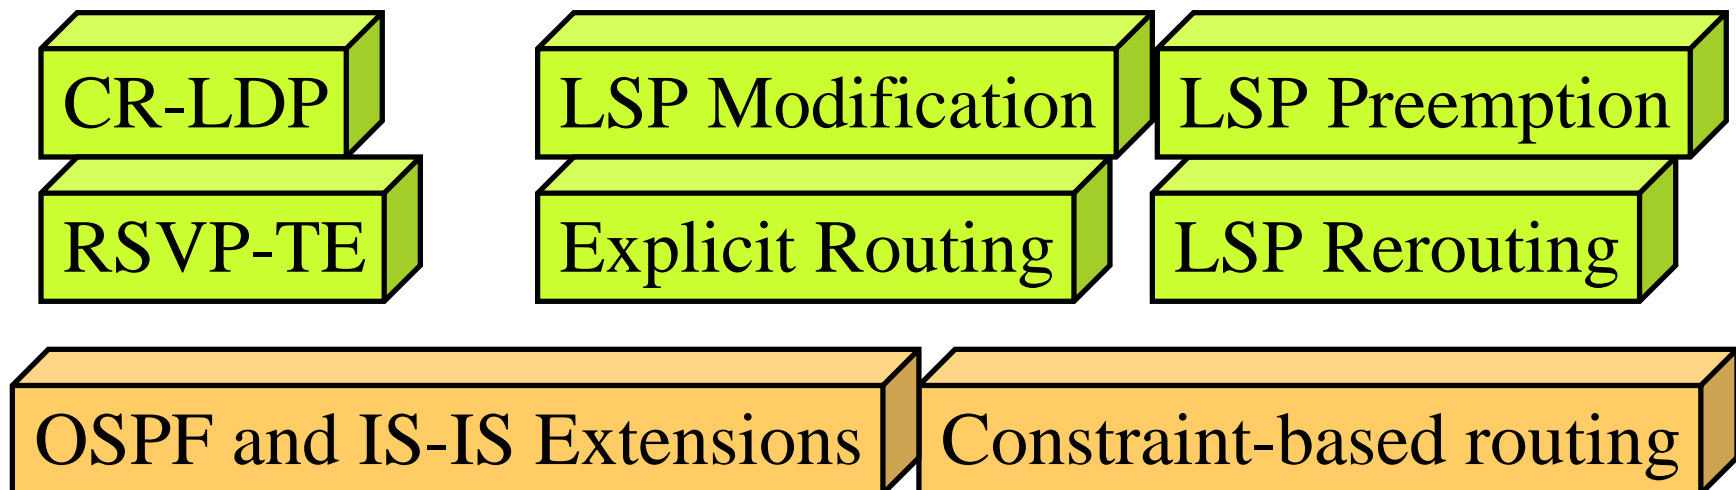 CR-LDP
LSP Modification
LSP Preemption
RSVP-TE
Explicit Routing
LSP Rerouting
OSPF and IS-IS Extensions
Constraint-based routing